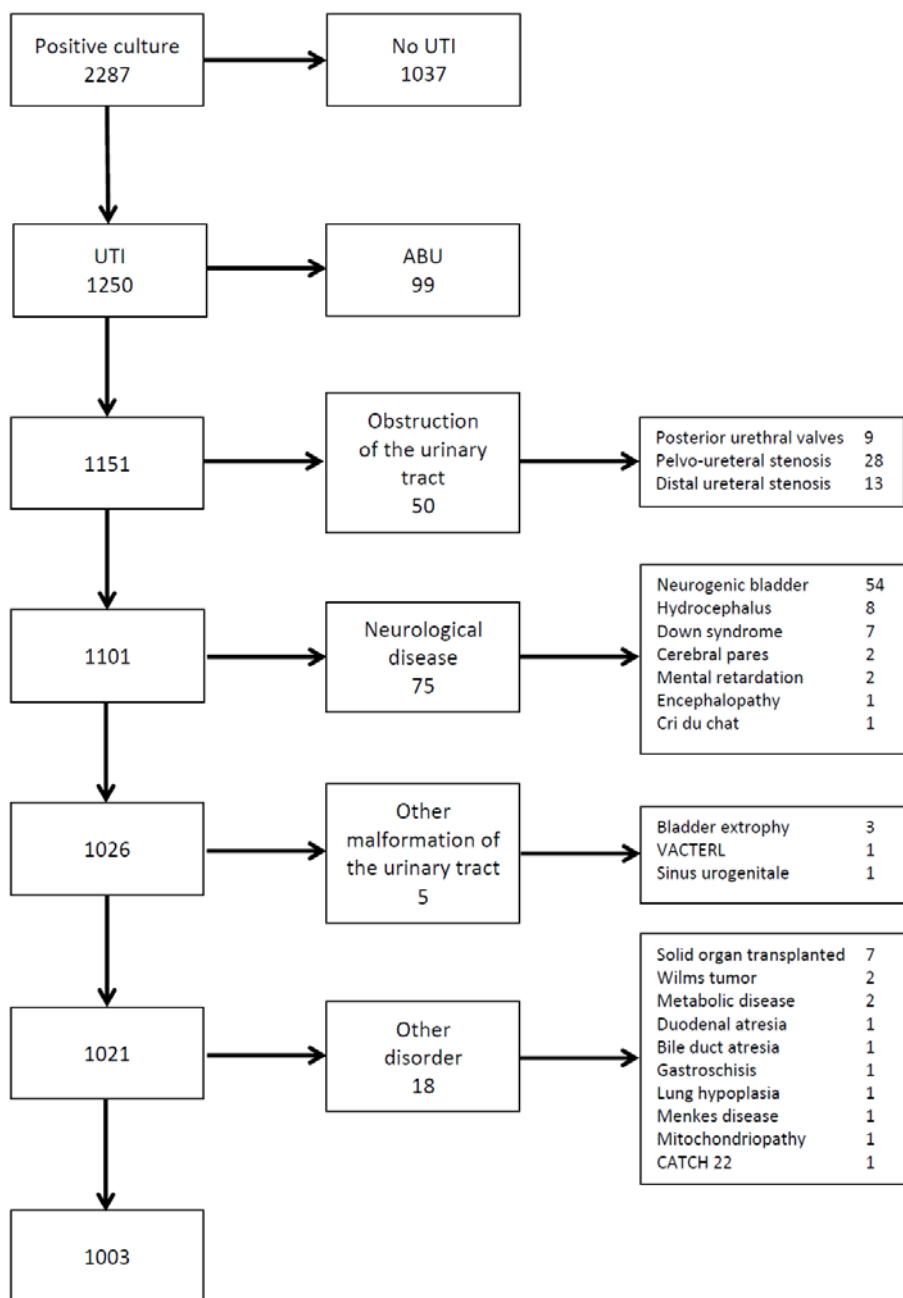 Positive culture
2287
No UTI
1037
UTI
1250
ABU
99
1151
Obstruction
of the urinary
tract
50
Posterior urethral valves 9
Pelvo-ureteral stenosis 28
Distal ureteral stenosis 13
1101
Neurological
disease
75
Neurogenic bladder 54
Hydrocephalus 8
Down syndrome 7
Cerebral pares 2
Mental retardation 2
Encephalopathy 1
Cri du chat 1
1026
Other
malformation of
the urinary tract
5
Bladder extrophy 3
VACTERL 1
Sinus urogenitale 1
1021
Other
disorder
18
Solid organ transplanted 7
Wilms tumor 2
Metabolic disease 2
Duodenal atresia 1
Bile duct atresia 1
Gastroschisis 1
Lung hypoplasia 1
Menkes disease 1
Mitochondriopathy 1
CATCH 22 1
1003